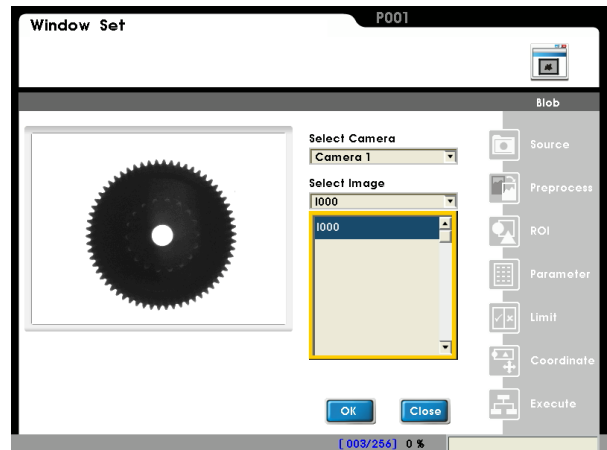 P001
Window Set
Blob
Select Camera
Camera 1
Select Image
I000
I000
Source
Preprocess
ROI
Parameter
Limit
Coordinate
Execute
OK
Close
[003/256] 0 %